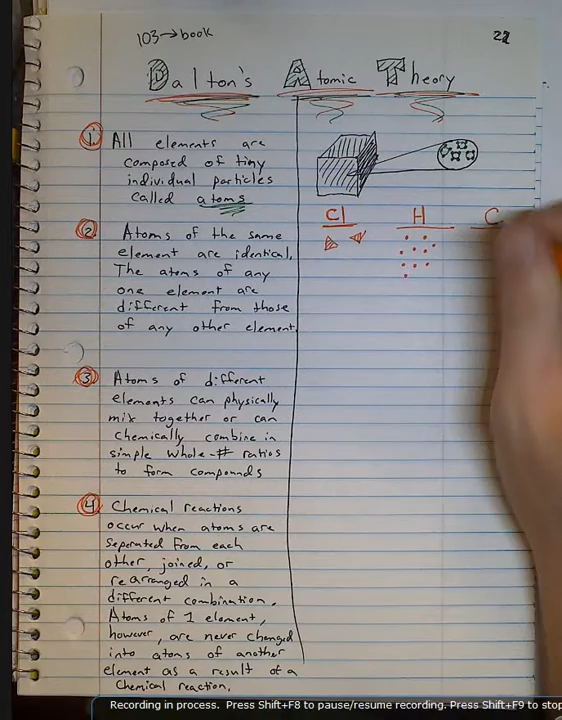 103→book
22
Dalton's Atomic Theory
1. All elements are
composed of tiny
individual particles
called atoms
2 Atoms of the same
element are identical.
The atoms of any
one element are
different from those
of any other element.
3 Atoms of different
elements can physically
mix together or can
chemically combine in
simple whole-# ratios
to form compounds
4 Chemical reactions
occur when atoms are
seperated from each
other, joined, or
rearranged in a
different combination.
Atoms of 1 element,
however, are never changed
into atoms of another
element as a result of a
Chemical reaction.
Cl H C
Recording in process. Press Shift+F8 to pause/resume recording. Press Shift+F9 to stop